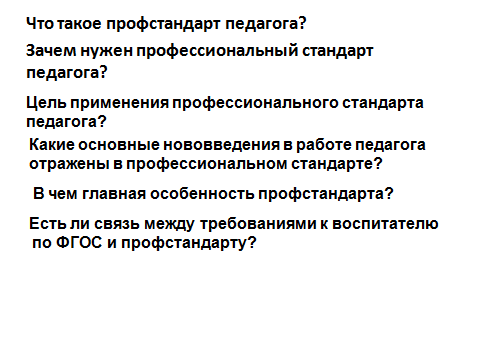 Что такое профстандарт педагога?
Зачем нужен профессиональный стандарт
педагога?
Цель применения профессионального стандарта
педагога?
Какие основные нововведения в работе педагога
отражены в профессиональном стандарте?
В чем главная особенность профстандарта?
Есть ли связь между требованиями к воспитателю
по ФГОС и профстандарту?